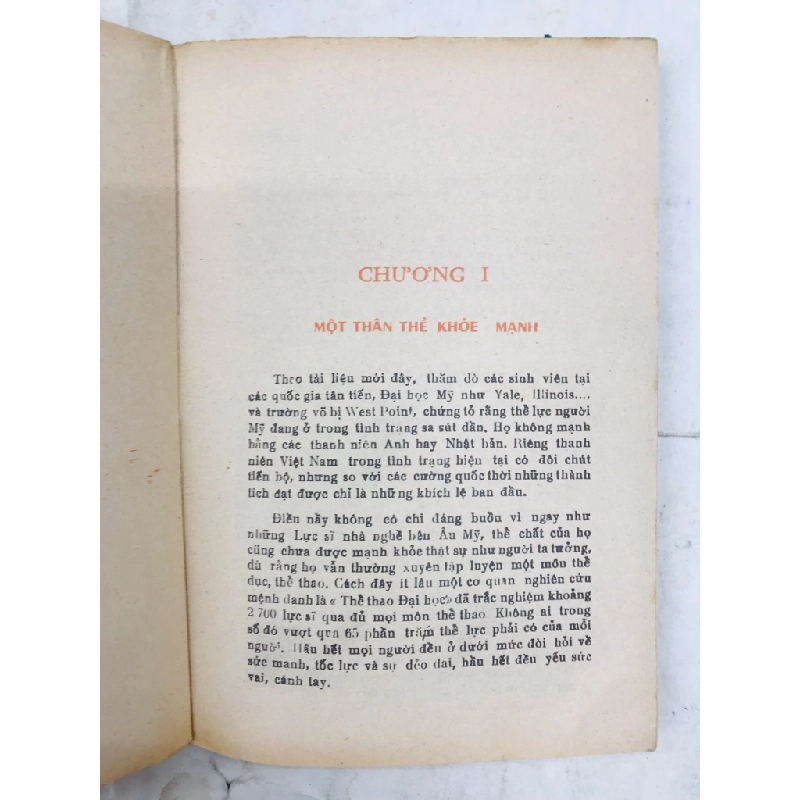 CHƯƠNG I
MỘT THÂN THỂ KHỎE MẠNH
Theo tài liệu mới đây, thăm dò các sinh viên tại
các quốc gia tân tiến, Đại học Mỹ như Yale, Illinois...,
và trường võ bị West Point, chứng tỏ rằng thể lực người
Mỹ đang ở trong tình trạng sa sút dần. Họ không mạnh
bằng các thanh niên Anh hay Nhật bản. Riêng thanh
niên Việt Nam trong tình trạng hiện tại có đôi chút
tiến bộ, nhưng so với các cường quốc thời những thành
tích đạt được chỉ là những khích lệ ban đầu.
Điều nầy không có chi đáng buồn vì ngay như
những Lực sĩ nhà nghề bên Âu Mỹ, thể chất của họ
cũng chưa được mạnh khỏe thật sự như người ta tưởng,
dù rằng họ vẫn thường xuyên tập luyện một môn thể
dục, thể thao. Cách đây ít lâu một cơ quan nghiên cứu
mệnh danh là « Thể thao Đại học» đã trắc nghiệm khoảng
2 700 lực sĩ qua đủ mọi môn thể thao. Không ai trong
số đó vượt qua 65 phần trăm thể lực phải có của mỗi
người. Hầu hết mọi người đều ở dưới mức đòi hỏi về
sức mạnh, tốc lực và sự dẻo dai, hầu hết đều yếu sức
vai, cánh tay.